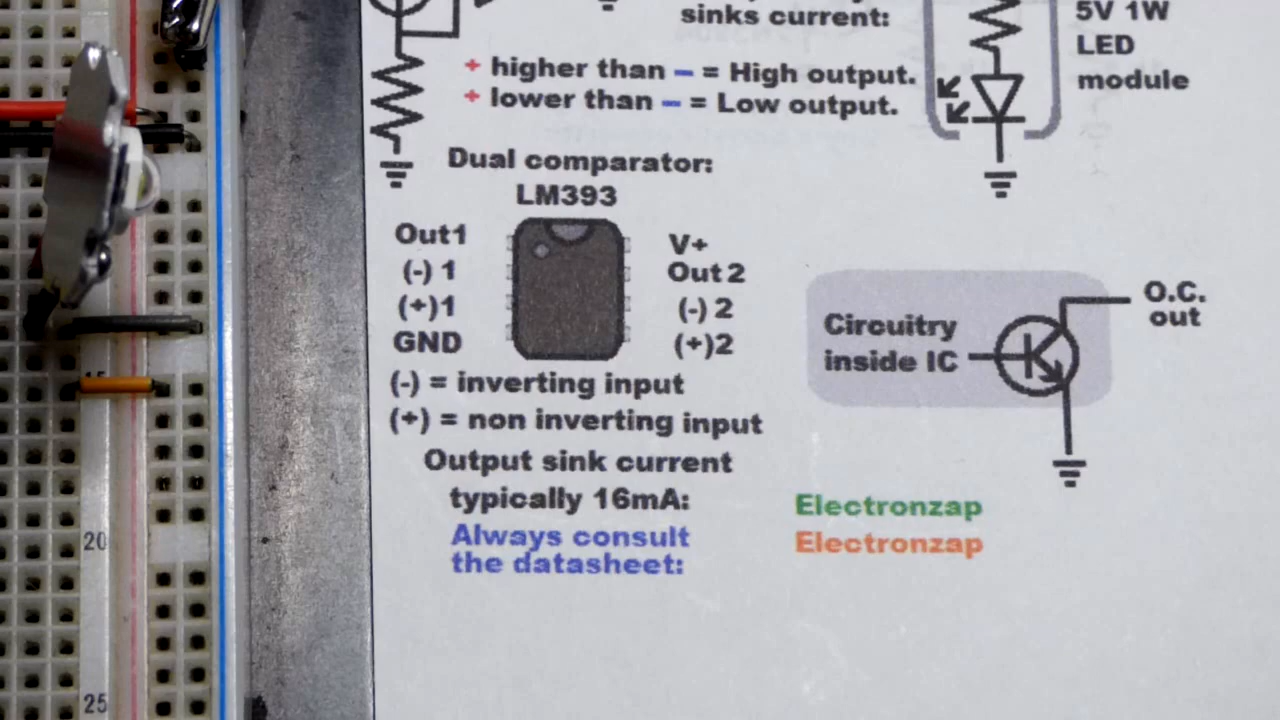 sinks current:
+ higher than - = High output.
+ lower than - = Low output.
5V 1W
LED
module
Dual comparator:
LM393
Out1
(-) 1
(+)1
GND
V+
Out 2
(-) 2
(+)2
(-) = inverting input
(+) = non inverting input
Output sink current
typically 16mA:
Always consult
the datasheet:
Circuitry
inside IC
O.C.
out
Electronzap
Electronzap
20
25